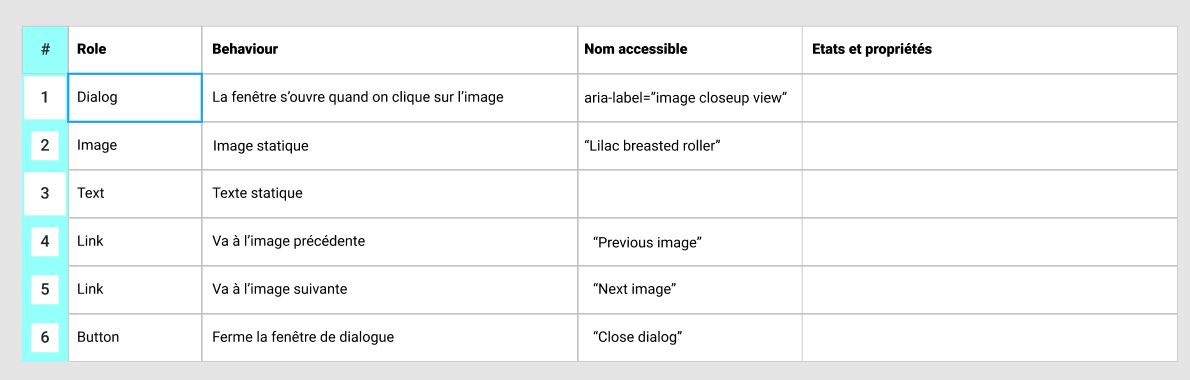 # Role Behaviour Nom accessible Etats et propriétés
1 Dialog La fenêtre s’ouvre quand on clique sur l’image aria-label=”image closeup view”
2 Image Image statique “Lilac breasted roller”
3 Text Texte statique
4 Link Va à l’image précédente “Previous image”
5 Link Va à l’image suivante “Next image”
6 Button Ferme la fenêtre de dialogue “Close dialog”